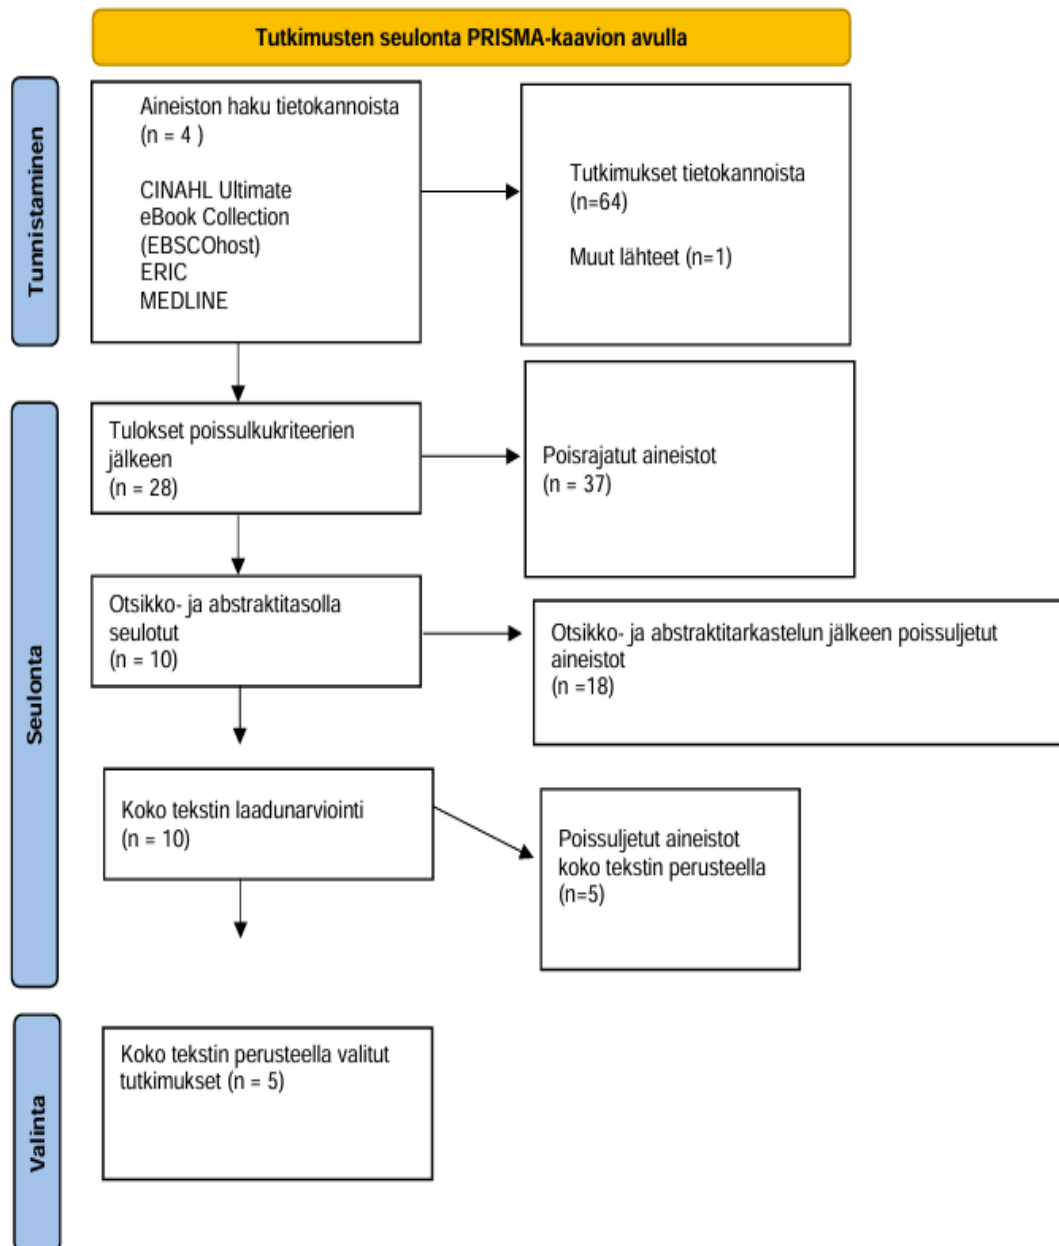 Tutkimusten seulonta PRISMA-kaavion avulla
Tunnistaminen
Aineiston haku tietokannoista
(n = 4 )
CINAHL Ultimate
eBook Collection
(EBSCOhost)
ERIC
MEDLINE
Tutkimukset tietokannoista
(n=64)
Muut lähteet (n=1)
Seulonta
Tulokset poissulkukriteerien
jälkeen
(n = 28)
Poisrajatut aineistot
(n = 37)
Otsikko- ja abstraktitasolla
seulotut
(n = 10)
Otsikko- ja abstraktitarkastelun jälkeen poissuljetut
aineistot
(n =18)
Koko tekstin laadunarviointi
(n = 10)
Poissuljetut aineistot
koko tekstin perusteella
(n=5)
Valinta
Koko tekstin perusteella valitut
tutkimukset (n = 5)